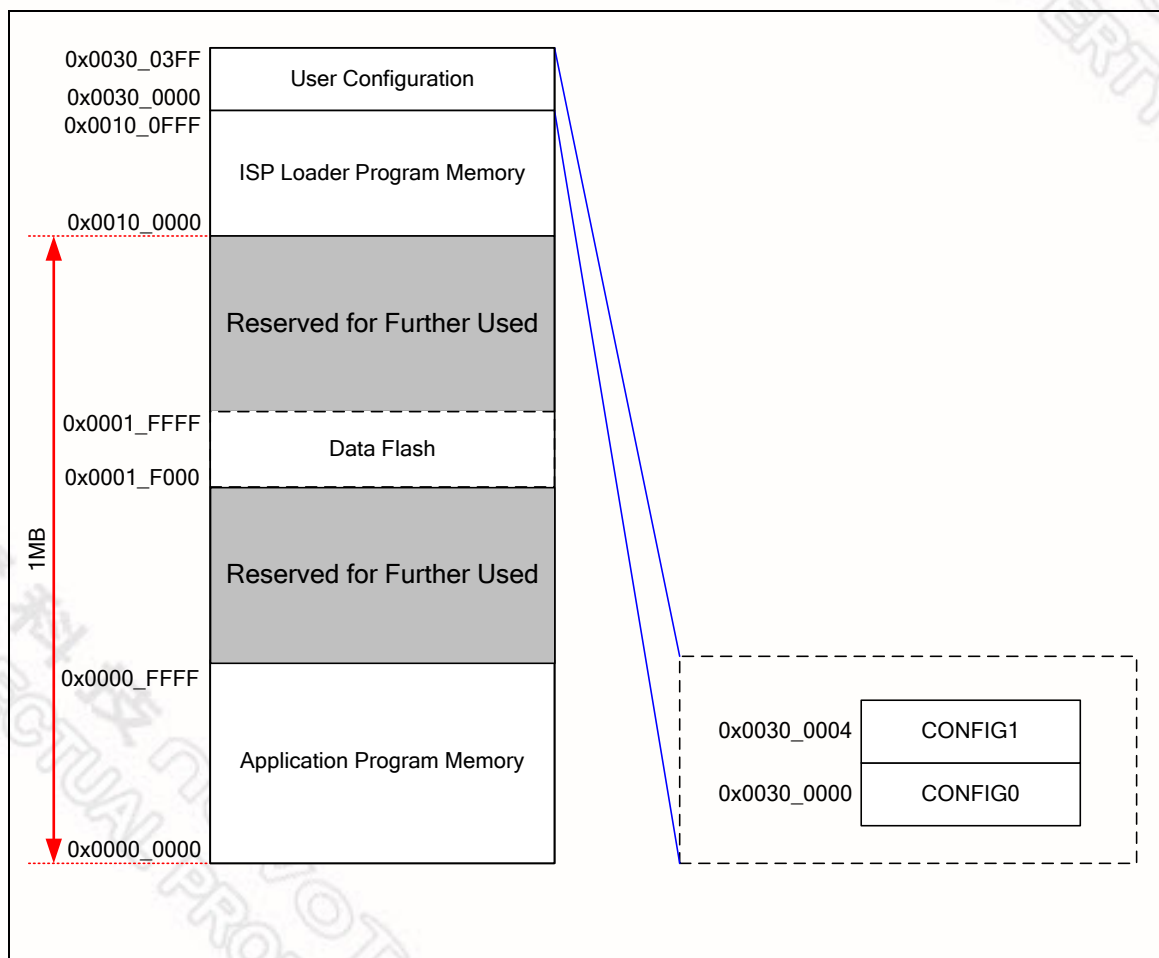 0x0030_03FF
User Configuration
0x0030_0000
0x0010_0FFF
ISP Loader Program Memory
0x0010_0000
Reserved for Further Used
0x0001_FFFF
Data Flash
0x0001_F000
1MB
Reserved for Further Used
0x0000_FFFF
Application Program Memory
0x0000_0000
0x0030_0004
CONFIG1
0x0030_0000
CONFIG0